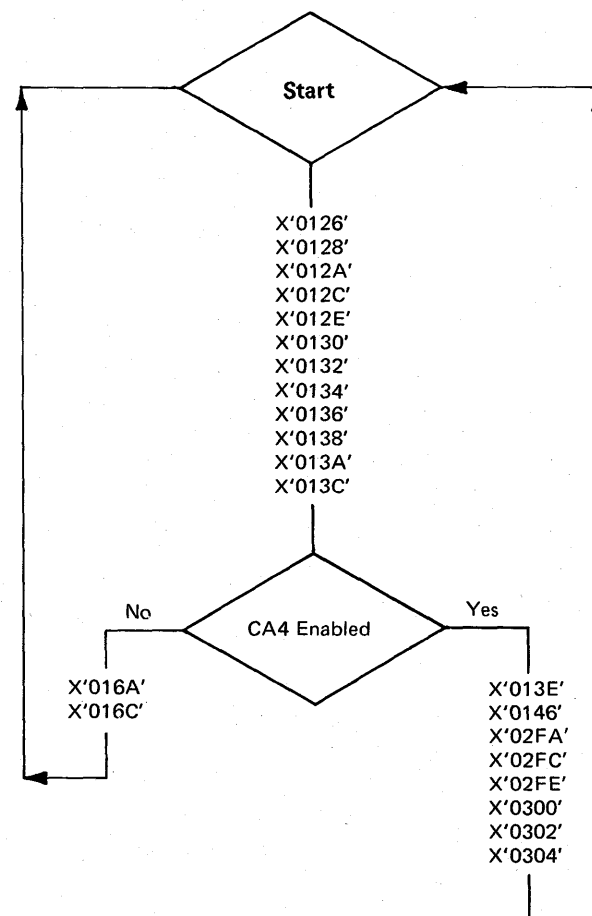 Start
X‘0126’
X‘0128’
X‘012A’
X‘012C’
X‘012E’
X‘0130’
X‘0132’
X‘0134’
X‘0136’
X‘0138’
X‘013A’
X‘013C’
No
CA4 Enabled
Yes
X‘016A’
X‘016C’
X‘013E’
X‘0146’
X‘02FA’
X‘02FC’
X‘02FE’
X‘0300’
X‘0302’
X‘0304’